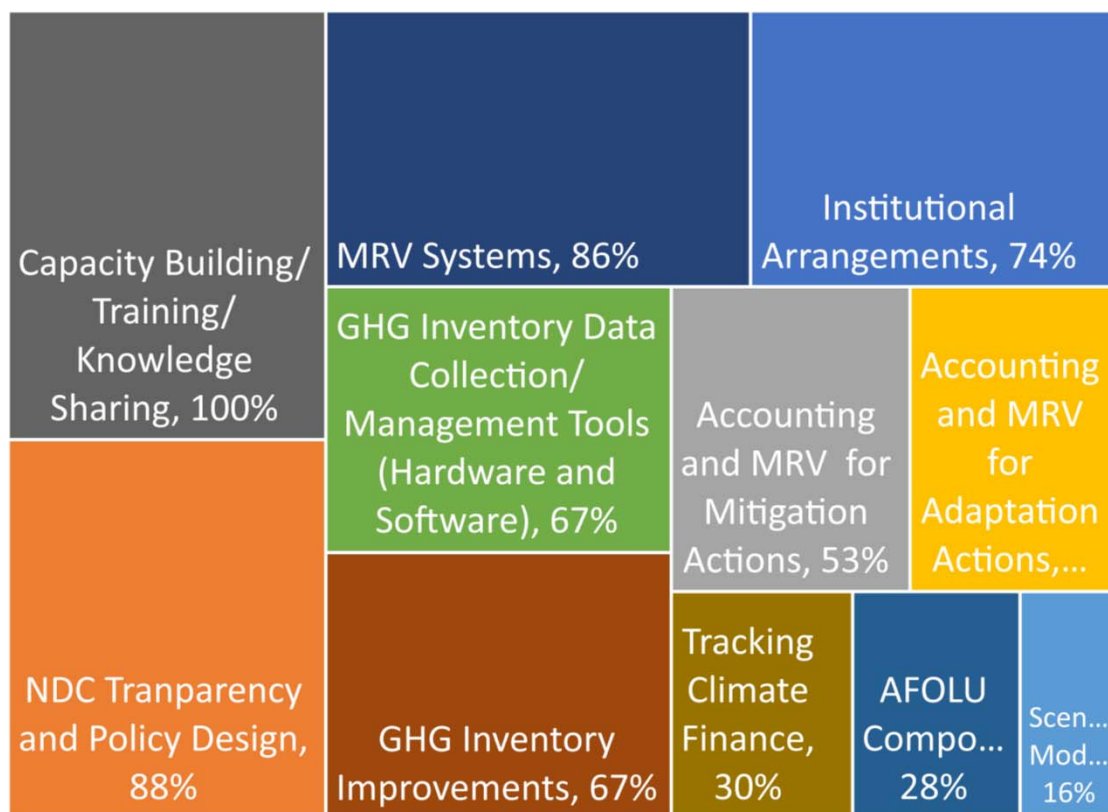 Capacity Building/
Training/
Knowledge
Sharing, 100%
NDC Tranparency
and Policy Design,
88%
MRV Systems, 86%
Institutional
Arrangements, 74%
GHG Inventory Data
Collection/
Management Tools
(Hardware and
Software), 67%
GHG Inventory
Improvements, 67%
Accounting
and MRV  for
Mitigation
Actions, 53%
Accounting
and MRV
for
Adaptation
Actions,...
Tracking
Climate
Finance,
30%
AFOLU
Compo...
28%
Scen...
Mod...
16%